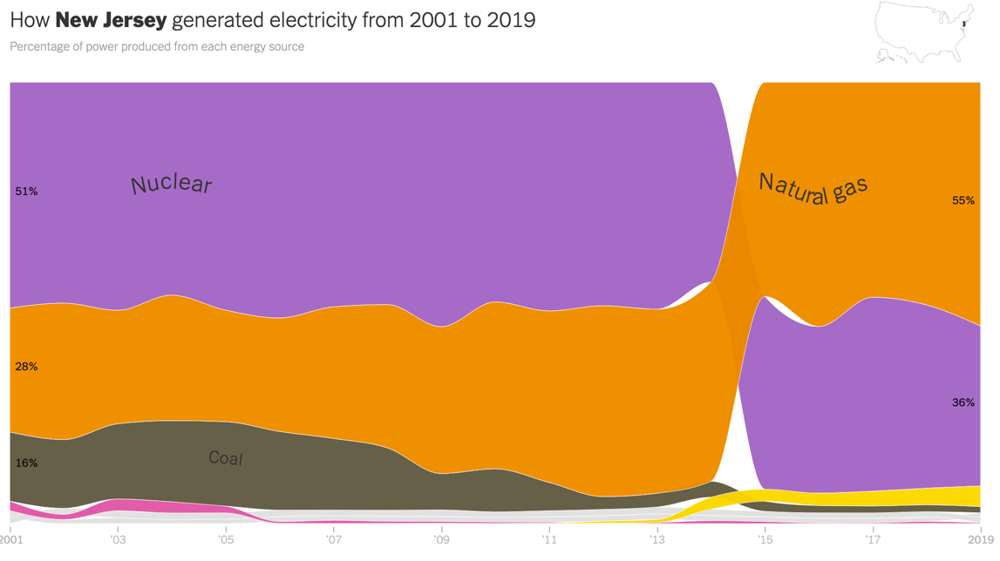 How New Jersey generated electricity from 2001 to 2019
Percentage of power produced from each energy source
Nuclear
51%
Natural gas
55%
28%
36%
Coal
16%
2001 '03 '05 '07 '09 '11 '13 '15 '17 2019